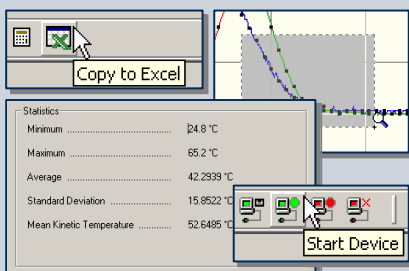 Copy to Excel
Statistics
Minimum ........................... 24.8 °C
Maximum .......................... 65.2 °C
Average ............................ 42.2939 °C
Standard Deviation ............. 15.8522 °C
Mean Kinetic Temperature ...... 52.6485 °C
Start Device